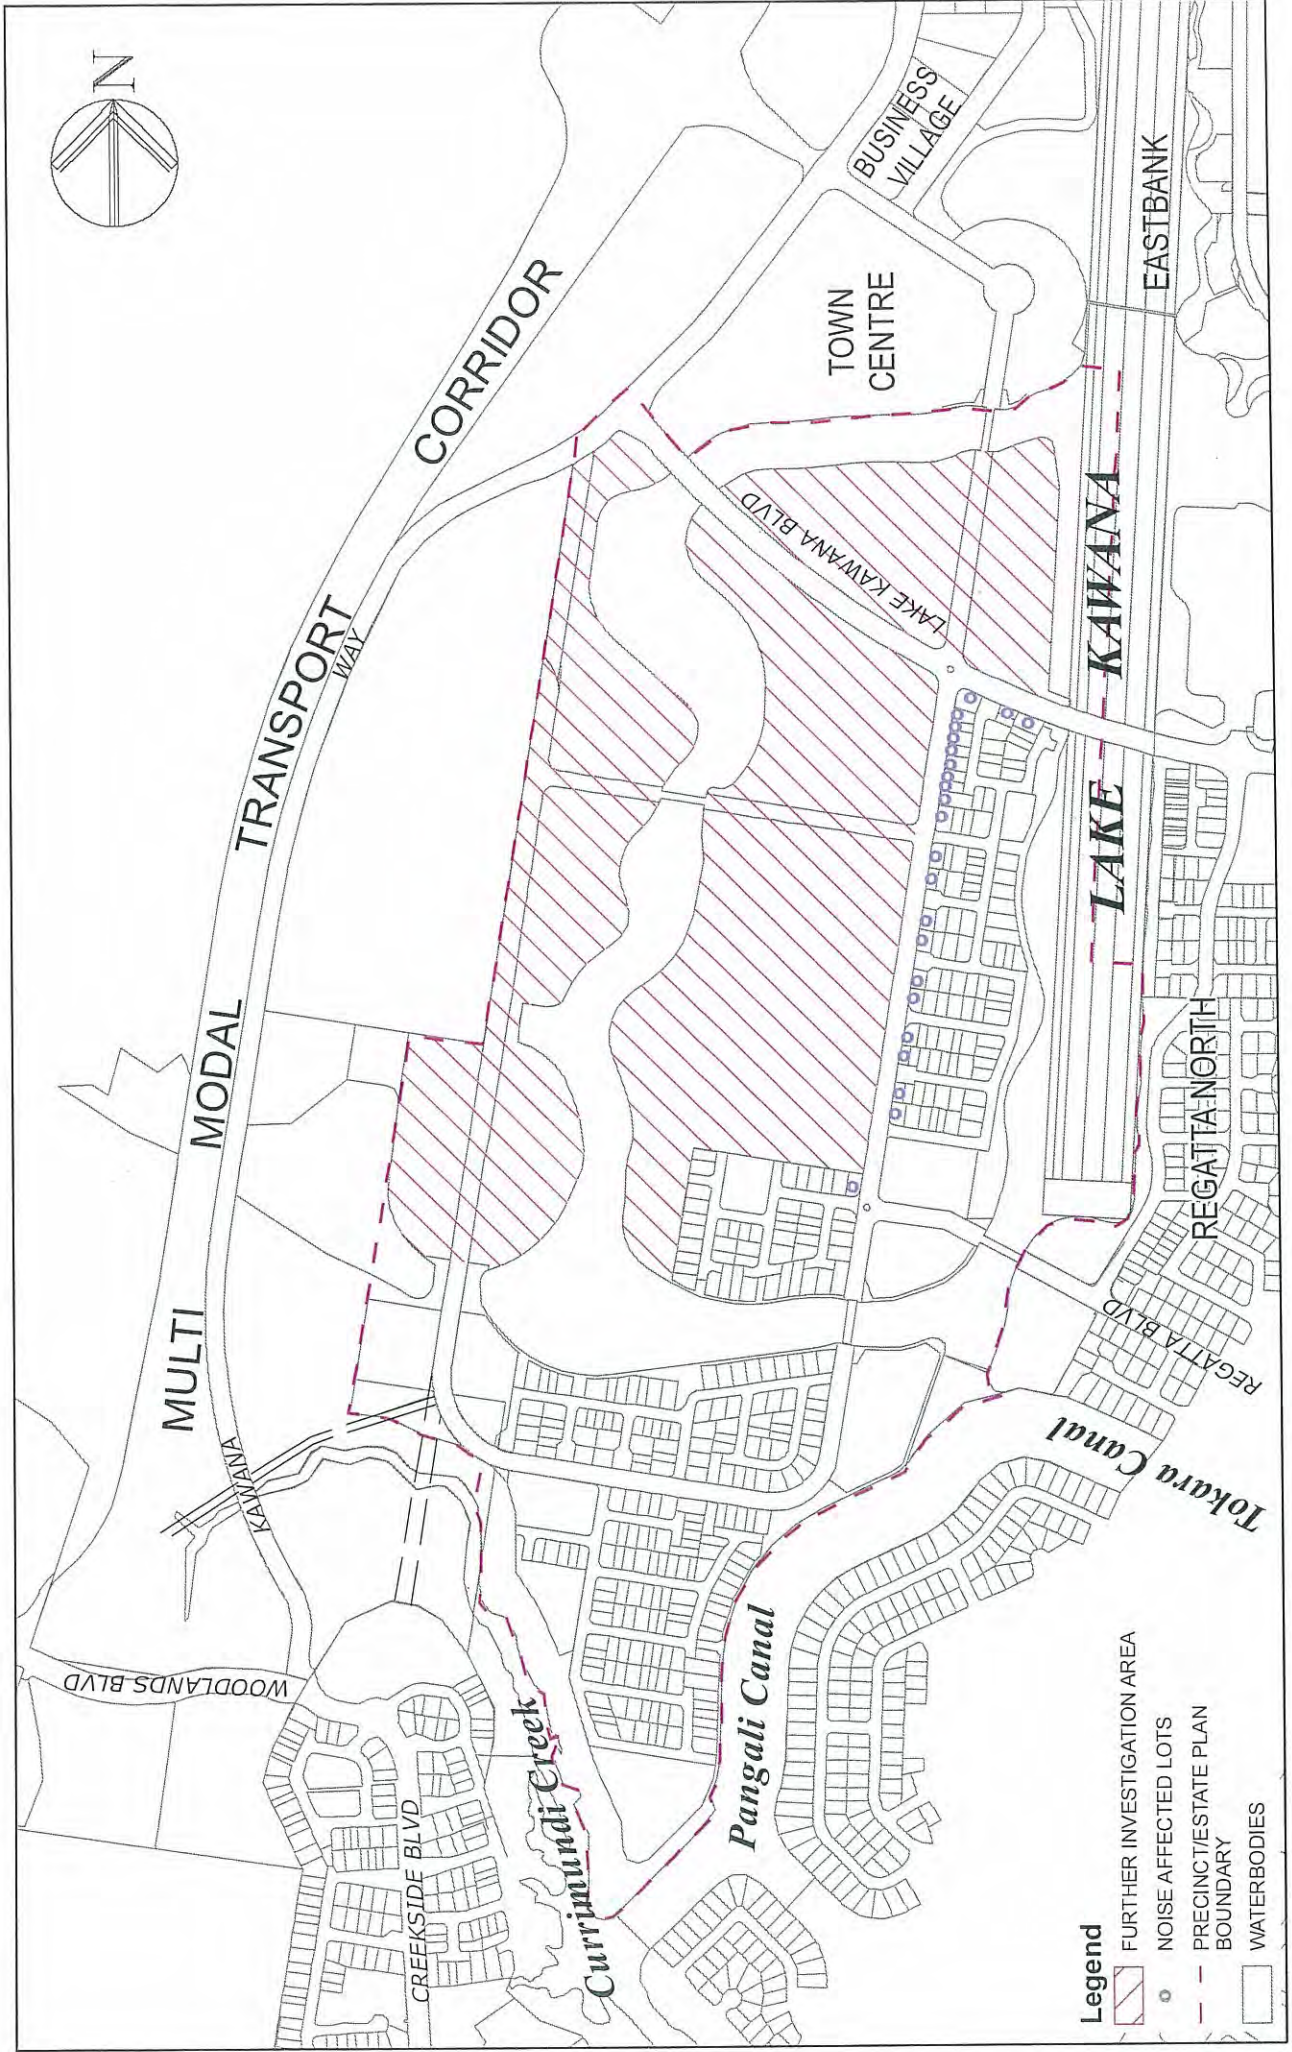 N
MULTI MODAL TRANSPORT CORRIDOR
KAWANA WAY
WOODLANDS BLVD
CREEKSIDE BLVD
Currimundi Creek
Pangali Canal
Tokara Canal
REGATTA BLVD
REGATTA NORTH
LAKE KAWANA
LAKE KAWANA BLVD
TOWN
CENTRE
BUSINESS
VILLAGE
EASTBANK
Legend
FURTHER INVESTIGATION AREA
NOISE AFFECTED LOTS
PRECINCT/ESTATE PLAN
BOUNDARY
WATERBODIES